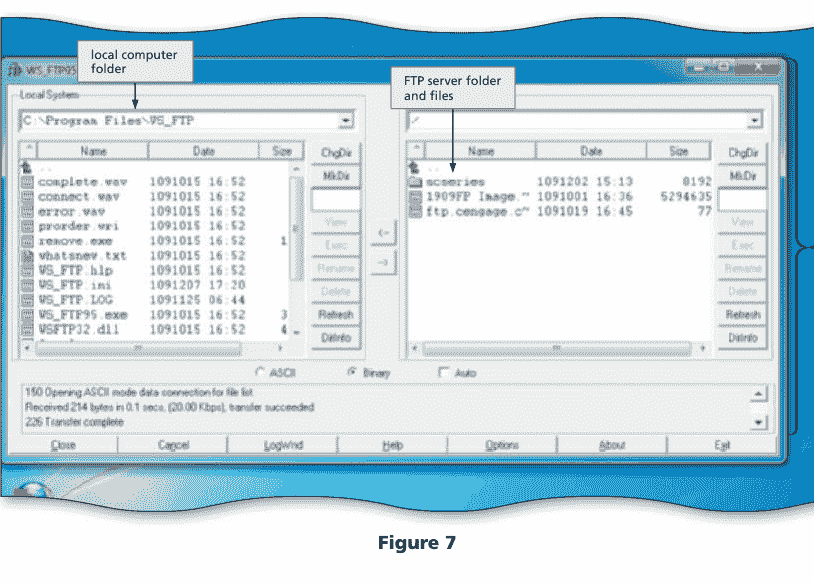 local computer
folder
FTP server folder
and files
WS_FTP95
Local System
C:\Program Files\WS_FTP
/
^ Name Date Size ChgDir
^ Name Date Size ChgDir
..
..
MkDir
MkDir
complete.wav 1091015 16:52
connect.wav 1091015 16:52
error.wav 1091015 16:52
prorder.wri 1091015 16:52
remove.exe 1091015 16:52 1
whatsnew.txt 1091015 16:52
WS_FTP.hlp 1091015 16:52
WS_FTP.ini 1091207 17:20
WS_FTP.LOG 1091125 06:44
WS_FTP95.exe 1091015 16:52 3
WSFTP32.dll 1091015 16:52 4
scseries 1091202 15:13 8192
1909FP Image.~ 1091001 16:36 5294635
ftp.cengage.c~ 1091019 16:45 77
View
Exec
Rename
Delete
Refresh
DirInfo
<-
->
View
Exec
Rename
Delete
Refresh
DirInfo
ASCII Binary Auto
150 Opening ASCII mode data connection for file list
Received 214 bytes in 0.1 secs, (20.00 Kbps), transfer succeeded
226 Transfer complete
Close Cancel LogWnd Help Options About Exit
Figure 7